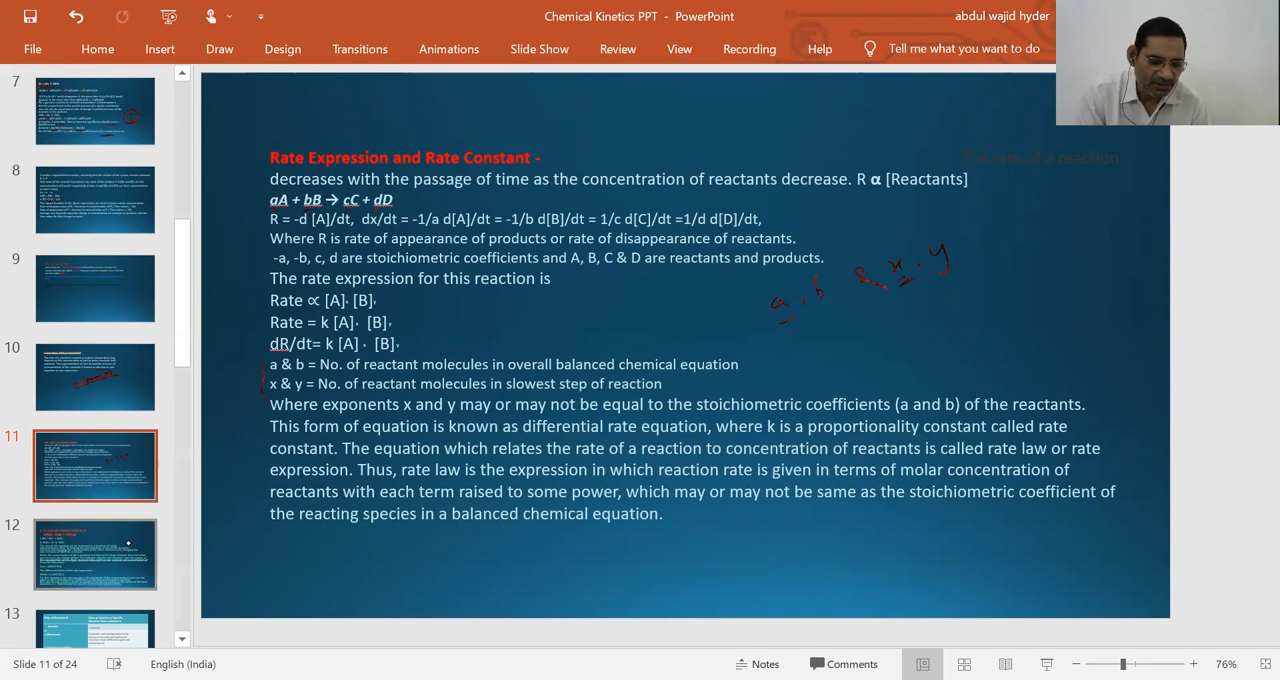 Chemical Kinetics PPT - PowerPoint
abdul wajid hyder
File Home Insert Draw Design Transitions Animations Slide Show Review View Recording Help Tell me what you want to do
7
8
9
10
11
12
13
The rate of a reaction
Rate Expression and Rate Constant -
decreases with the passage of time as the concentration of reactants decrease. R α [Reactants]
aA + bB → cC + dD
R = -d [A]/dt, dx/dt = -1/a d[A]/dt = -1/b d[B]/dt = 1/c d[C]/dt =1/d d[D]/dt,
Where R is rate of appearance of products or rate of disappearance of reactants.
-a, -b, c, d are stoichiometric coefficients and A, B, C & D are reactants and products.
The rate expression for this reaction is
Rate ∝ [A] [B]
Rate = k [A] [B]
dR/dt= k [A] [B]
a, b & x, y
a & b = No. of reactant molecules in overall balanced chemical equation
x & y = No. of reactant molecules in slowest step of reaction
where exponents x and y may or may not be equal to the stoichiometric coefficients (a and b) of the reactants.
This form of equation is known as differential rate equation, where k is a proportionality constant called rate
constant. The equation which relates the rate of a reaction to concentration of reactants is called rate law or rate
expression. Thus, rate law is the expression in which reaction rate is given in terms of molar concentration of
reactants with each term raised to some power, which may or may not be same as the stoichiometric coefficient of
the reacting species in a balanced chemical equation.
Slide 11 of 24 English (India) Notes Comments 76%